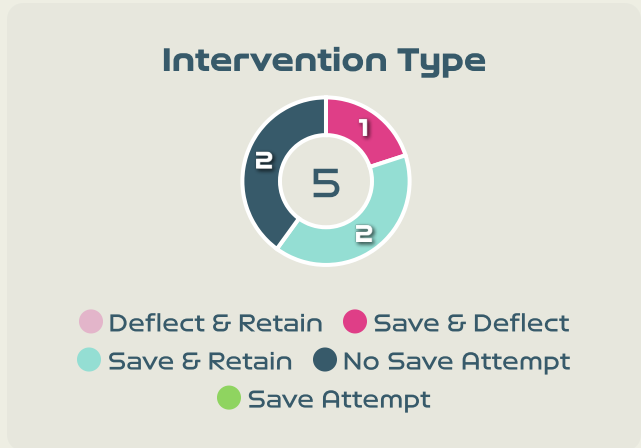 Intervention Type
1
2
5
2
Deflect & Retain Save & Deflect
Save & Retain No Save Attempt
Save Attempt